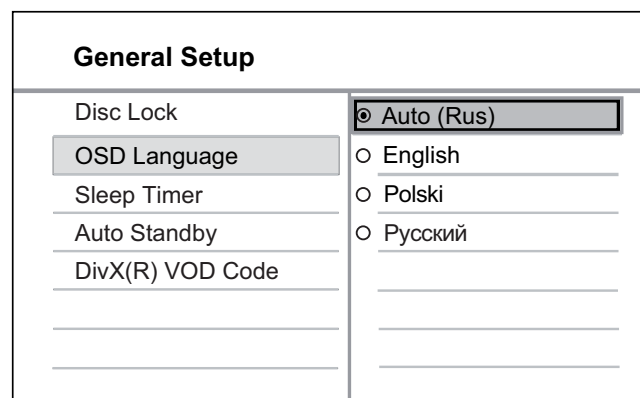 General Setup
Disc Lock
OSD Language
Sleep Timer
Auto Standby
DivX(R) VOD Code
Auto (Rus)
English
Polski
Русский